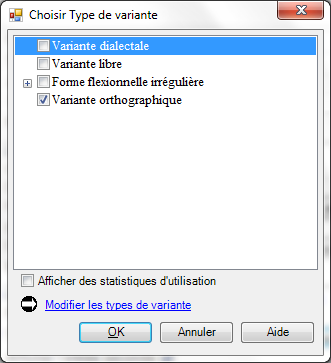 Choisir Type de variante
Variante dialectale
Variante libre
Forme flexionnelle irrégulière
Variante orthographique
Afficher des statistiques d'utilisation
Modifier les types de variante
OK Annuler Aide